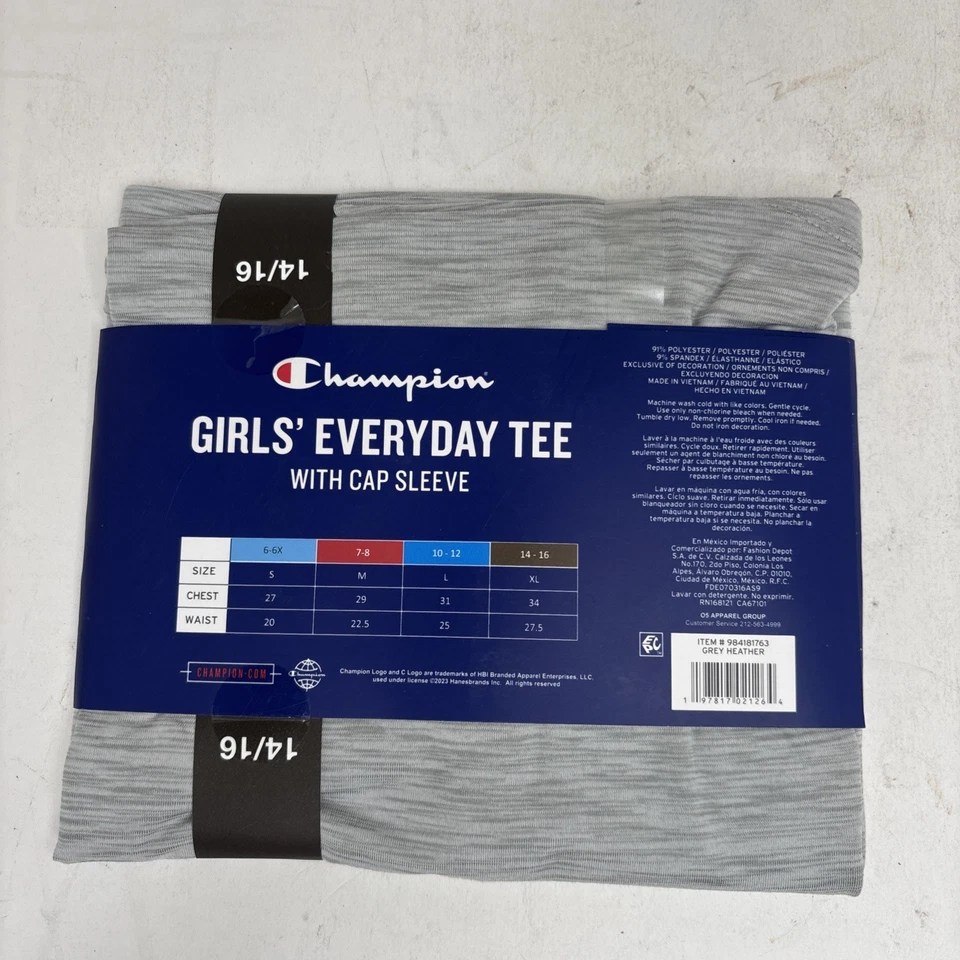 14/16
Champion
GIRLS' EVERYDAY TEE
WITH CAP SLEEVE
6-6X 7-8 10 - 12 14 - 16
SIZE S M L XL
CHEST 27 29 31 34
WAIST 20 22.5 25 27.5
CHAMPION.COM
Champion
Champion Logo and C Logo are trademarks of HBI Branded Apparel Enterprises, LLC.
used under license ©2023 Hanesbrands Inc. All rights reserved
91% POLYESTER / POLYESTER / POLIÉSTER
9% SPANDEX / ÉLASTHANNE / ELÁSTICO
EXCLUSIVE OF DECORATION / ORNEMENTS NON COMPRIS /
EXCLUYENDO DECORACION
MADE IN VIETNAM / FABRIQUÉ AU VIETNAM /
HECHO EN VIETNAM
Machine wash cold with like colors. Gentle cycle.
Use only non-chlorine bleach when needed.
Tumble dry low. Remove promptly. Cool iron if needed.
Do not iron decoration.
Laver à la machine à l'eau froide avec des couleurs
similaires. Cycle doux. Retirer rapidement. Utiliser
seulement un agent de blanchiment non chloré au besoin.
Sécher par culbutage à basse température.
Repasser à basse température au besoin. Ne pas
repasser les ornements.
Lavar en máquina con agua fría, con colores
similares. Ciclo suave. Retirar inmediatamente. Sólo usar
blanqueador sin cloro cuando se necesite. Secar en
máquina a temperatura baja. Planchar a
temperatura baja si se necesita. No planchar la
decoración.
En México Importado y
Comercializado por: Fashion Depot
S.A. de C.V. Calzada de los Leones
No.170, 2do Piso, Colonia Los
Alpes, Álvaro Obregón, C.P. 01010,
Ciudad de México, México. R.F.C.
FDE070316AS9
Lavar con detergente. No exprimir.
RN168121 CA67101
O5 APPAREL GROUP
Customer Service 212-563-4999
ITEM # 984181763
GREY HEATHER
1 97817 02126 4
14/16